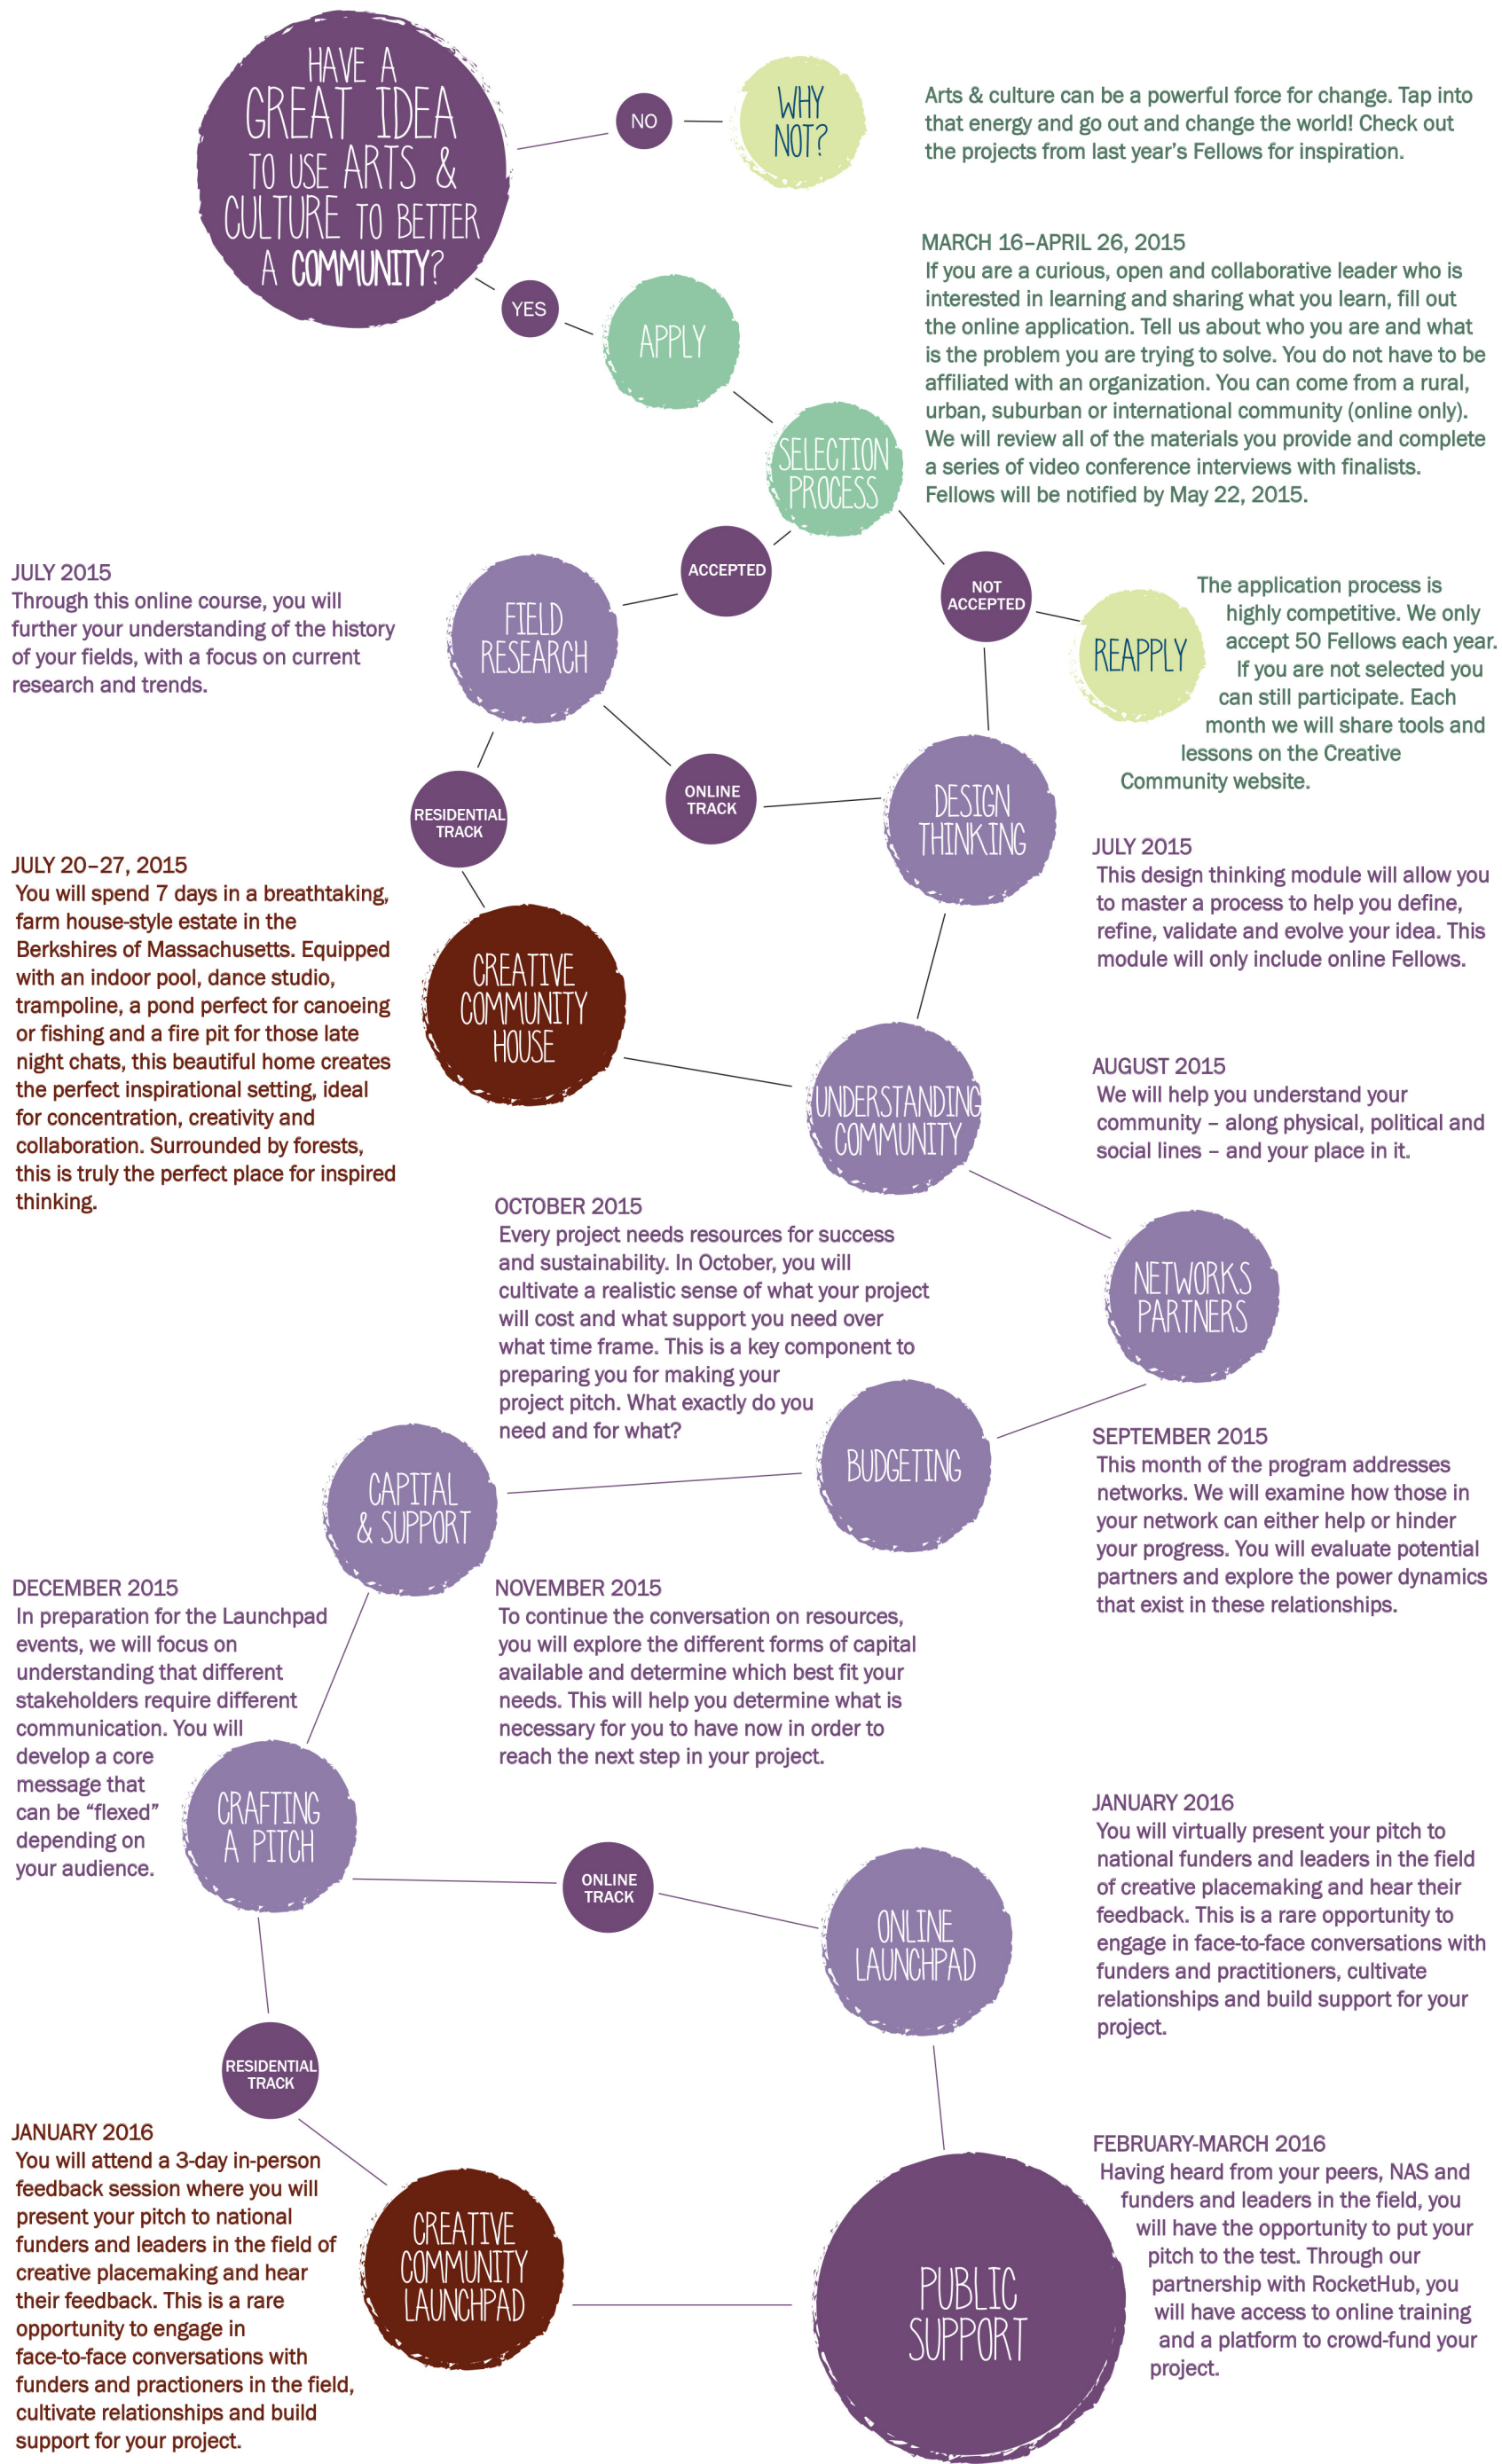 HAVE A
GREAT IDEA
TO USE ARTS &
CULTURE TO BETTER
A COMMUNITY?
NO
WHY
NOT?
Arts & culture can be a powerful force for change. Tap into
that energy and go out and change the world! Check out
the projects from last year's Fellows for inspiration.
YES
APPLY
SELECTION
PROCESS
MARCH 16–APRIL 26, 2015
If you are a curious, open and collaborative leader who is
interested in learning and sharing what you learn, fill out
the online application. Tell us about who you are and what
is the problem you are trying to solve. You do not have to be
affiliated with an organization. You can come from a rural,
urban, suburban or international community (online only).
We will review all of the materials you provide and complete
a series of video conference interviews with finalists.
Fellows will be notified by May 22, 2015.
ACCEPTED
NOT
ACCEPTED
REAPPLY
The application process is
highly competitive. We only
accept 50 Fellows each year.
If you are not selected you
can still participate. Each
month we will share tools and
lessons on the Creative
Community website.
JULY 2015
Through this online course, you will
further your understanding of the history
of your fields, with a focus on current
research and trends.
FIELD
RESEARCH
RESIDENTIAL
TRACK
ONLINE
TRACK
DESIGN
THINKING
JULY 2015
This design thinking module will allow you
to master a process to help you define,
refine, validate and evolve your idea. This
module will only include online Fellows.
JULY 20–27, 2015
You will spend 7 days in a breathtaking,
farm house-style estate in the
Berkshires of Massachusetts. Equipped
with an indoor pool, dance studio,
trampoline, a pond perfect for canoeing
or fishing and a fire pit for those late
night chats, this beautiful home creates
the perfect inspirational setting, ideal
for concentration, creativity and
collaboration. Surrounded by forests,
this is truly the perfect place for inspired
thinking.
CREATIVE
COMMUNITY
HOUSE
UNDERSTANDING
COMMUNITY
AUGUST 2015
We will help you understand your
community – along physical, political and
social lines – and your place in it.
NETWORKS
PARTNERS
SEPTEMBER 2015
This month of the program addresses
networks. We will examine how those in
your network can either help or hinder
your progress. You will evaluate potential
partners and explore the power dynamics
that exist in these relationships.
OCTOBER 2015
Every project needs resources for success
and sustainability. In October, you will
cultivate a realistic sense of what your project
will cost and what support you need over
what time frame. This is a key component to
preparing you for making your
project pitch. What exactly do you
need and for what?
BUDGETING
CAPITAL
& SUPPORT
NOVEMBER 2015
To continue the conversation on resources,
you will explore the different forms of capital
available and determine which best fit your
needs. This will help you determine what is
necessary for you to have now in order to
reach the next step in your project.
DECEMBER 2015
In preparation for the Launchpad
events, we will focus on
understanding that different
stakeholders require different
communication. You will
develop a core
message that
can be “flexed”
depending on
your audience.
CRAFTING
A PITCH
ONLINE
TRACK
ONLINE
LAUNCHPAD
JANUARY 2016
You will virtually present your pitch to
national funders and leaders in the field
of creative placemaking and hear their
feedback. This is a rare opportunity to
engage in face-to-face conversations with
funders and practitioners, cultivate
relationships and build support for your
project.
RESIDENTIAL
TRACK
JANUARY 2016
You will attend a 3-day in-person
feedback session where you will
present your pitch to national
funders and leaders in the field of
creative placemaking and hear
their feedback. This is a rare
opportunity to engage in
face-to-face conversations with
funders and practioners in the field,
cultivate relationships and build
support for your project.
CREATIVE
COMMUNITY
LAUNCHPAD
PUBLIC
SUPPORT
FEBRUARY-MARCH 2016
Having heard from your peers, NAS and
funders and leaders in the field, you
will have the opportunity to put your
pitch to the test. Through our
partnership with RocketHub, you
will have access to online training
and a platform to crowd-fund your
project.